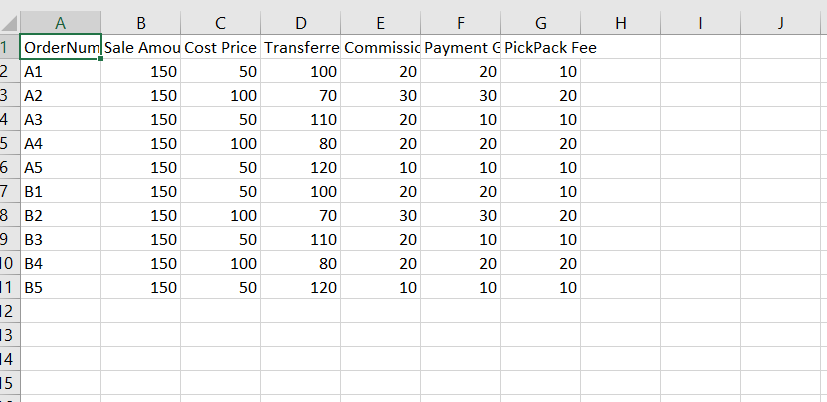 A B C D E F G H I J
1 OrderNum Sale Amou Cost Price Transferre Commissio Payment G PickPack Fee
2 A1 150 50 100 20 20 10
3 A2 150 100 70 30 30 20
4 A3 150 50 110 20 10 10
5 A4 150 100 80 20 20 20
6 A5 150 50 120 10 10 10
7 B1 150 50 100 20 20 10
8 B2 150 100 70 30 30 20
9 B3 150 50 110 20 10 10
10 B4 150 100 80 20 20 20
11 B5 150 50 120 10 10 10
12
13
14
15